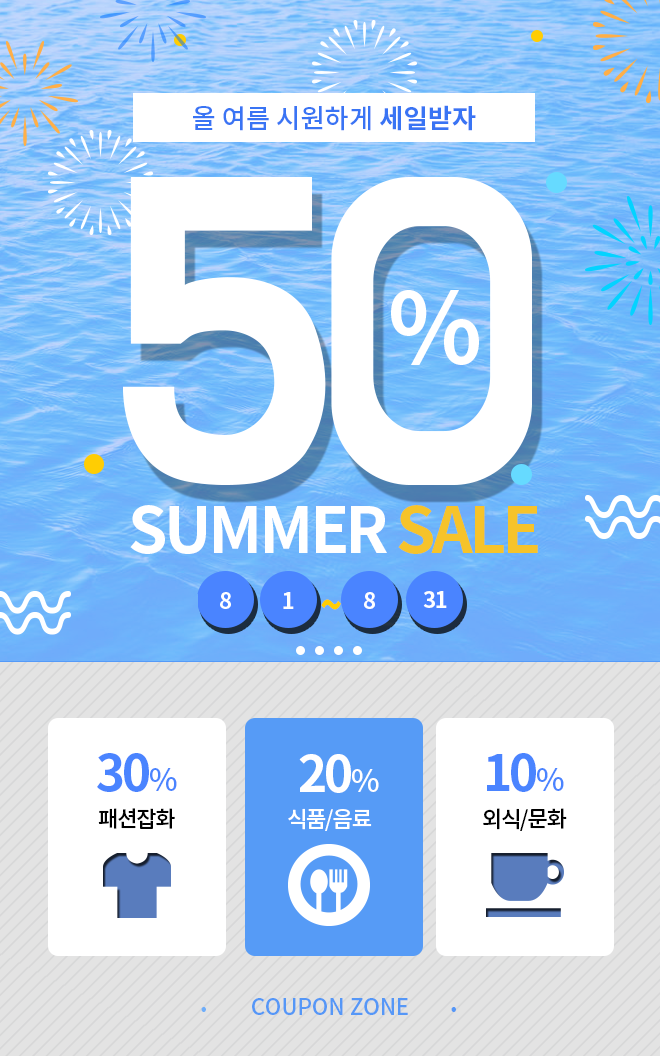 올 여름 시원하게 세일받자
50%
SUMMER SALE
8 1 ~ 8 31
30%
패션잡화
20%
식품/음료
10%
외식/문화
COUPON ZONE